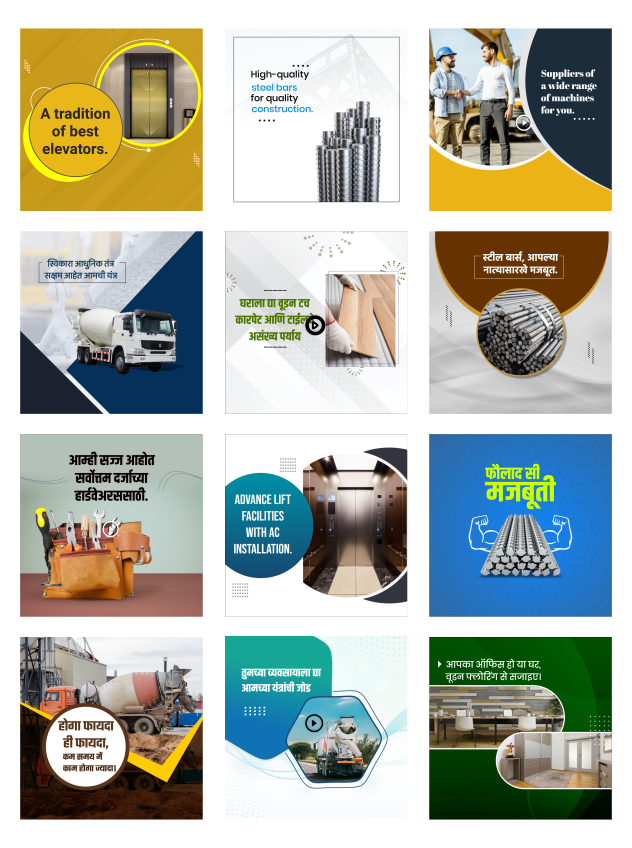 A tradition
of best
elevators.
High-quality
steel bars
for quality
construction.
Suppliers of
a wide range
of machines
for you.
स्विकारा आधुनिक तंत्र
सक्षम आहेत आमची यंत्र
घराला द्या वूडन टच
कारपेट आणि टाईल्स
असंख्य पर्याय
स्टील बार्स, आपल्या
नात्यासारखे मजबूत.
आम्ही सज्ज आहोत
सर्वोत्तम दर्जाच्या
हार्डवेअरससाठी.
ADVANCE LIFT
FACILITIES
WITH AC
INSTALLATION.
फौलाद सी
मजबूती
होगा फायदा
ही फायदा,
कम समय में
काम होगा ज्यादा।
तुमच्या व्यवसायाला द्या
आमच्या यंत्रांची जोड
आपका ऑफिस हो या घर,
वूडन फ्लोरिंग से सजाइए।